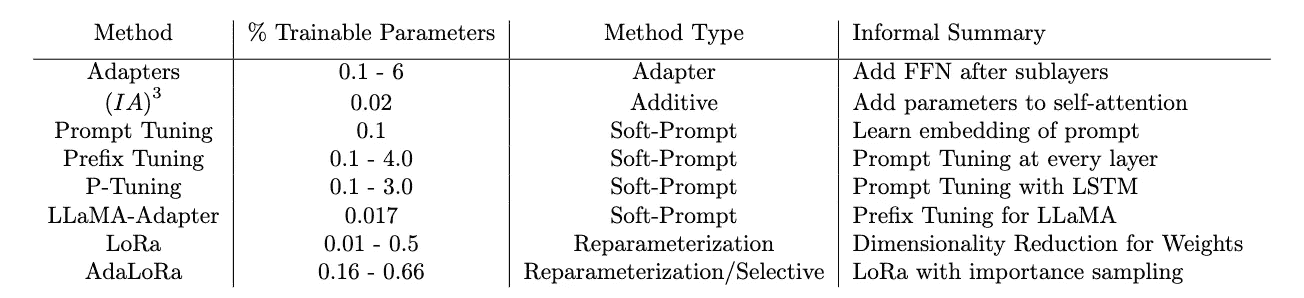 Method % Trainable Parameters Method Type Informal Summary
Adapters 0.1 - 6 Adapter Add FFN after sublayers
(IA)³ 0.02 Additive Add parameters to self-attention
Prompt Tuning 0.1 Soft-Prompt Learn embedding of prompt
Prefix Tuning 0.1 - 4.0 Soft-Prompt Prompt Tuning at every layer
P-Tuning 0.1 - 3.0 Soft-Prompt Prompt Tuning with LSTM
LLaMA-Adapter 0.017 Soft-Prompt Prefix Tuning for LLaMA
LoRa 0.01 - 0.5 Reparameterization Dimensionality Reduction for Weights
AdaLoRa 0.16 - 0.66 Reparameterization/Selective LoRa with importance sampling